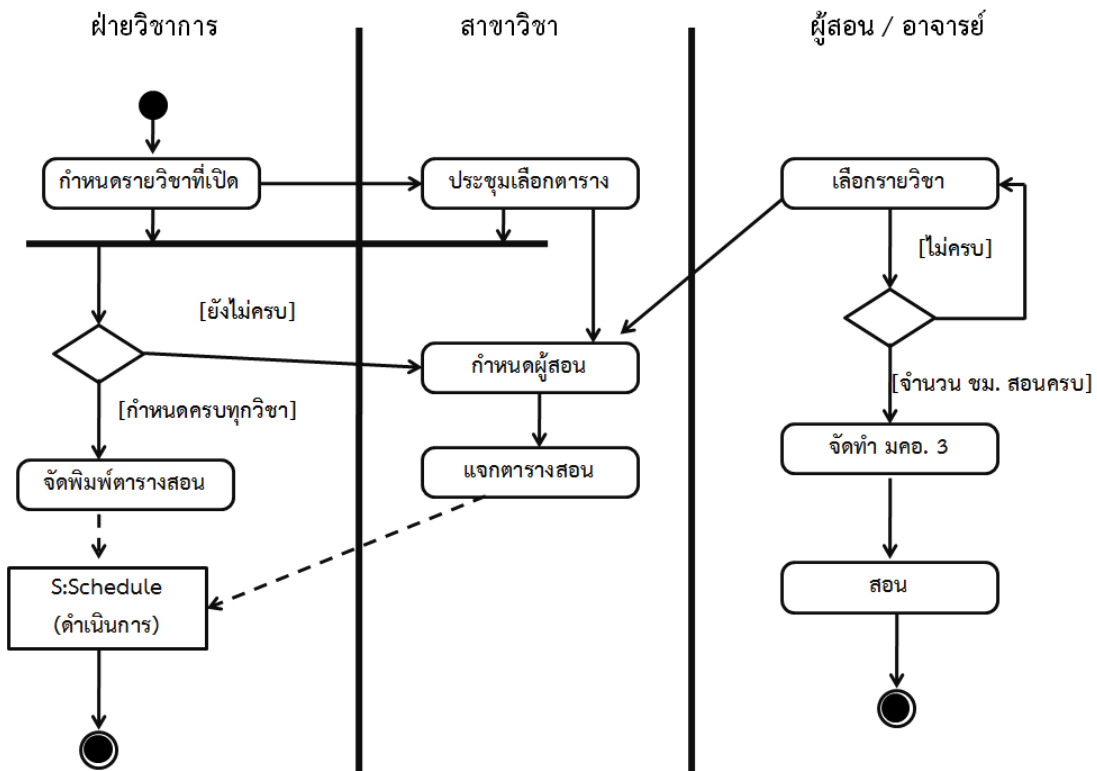 ฝ่ายวิชาการ
สาขาวิชา
ผู้สอน / อาจารย์
กำหนดรายวิชาที่เปิด
ประชุมเลือกตาราง
เลือกรายวิชา
[ไม่ครบ]
[ยังไม่ครบ]
กำหนดผู้สอน
[จำนวน ชม. สอนครบ]
[กำหนดครบทุกวิชา]
จัดทำ มคอ. 3
แจกตารางสอน
จัดพิมพ์ตารางสอน
S:Schedule
(ดำเนินการ)
สอน